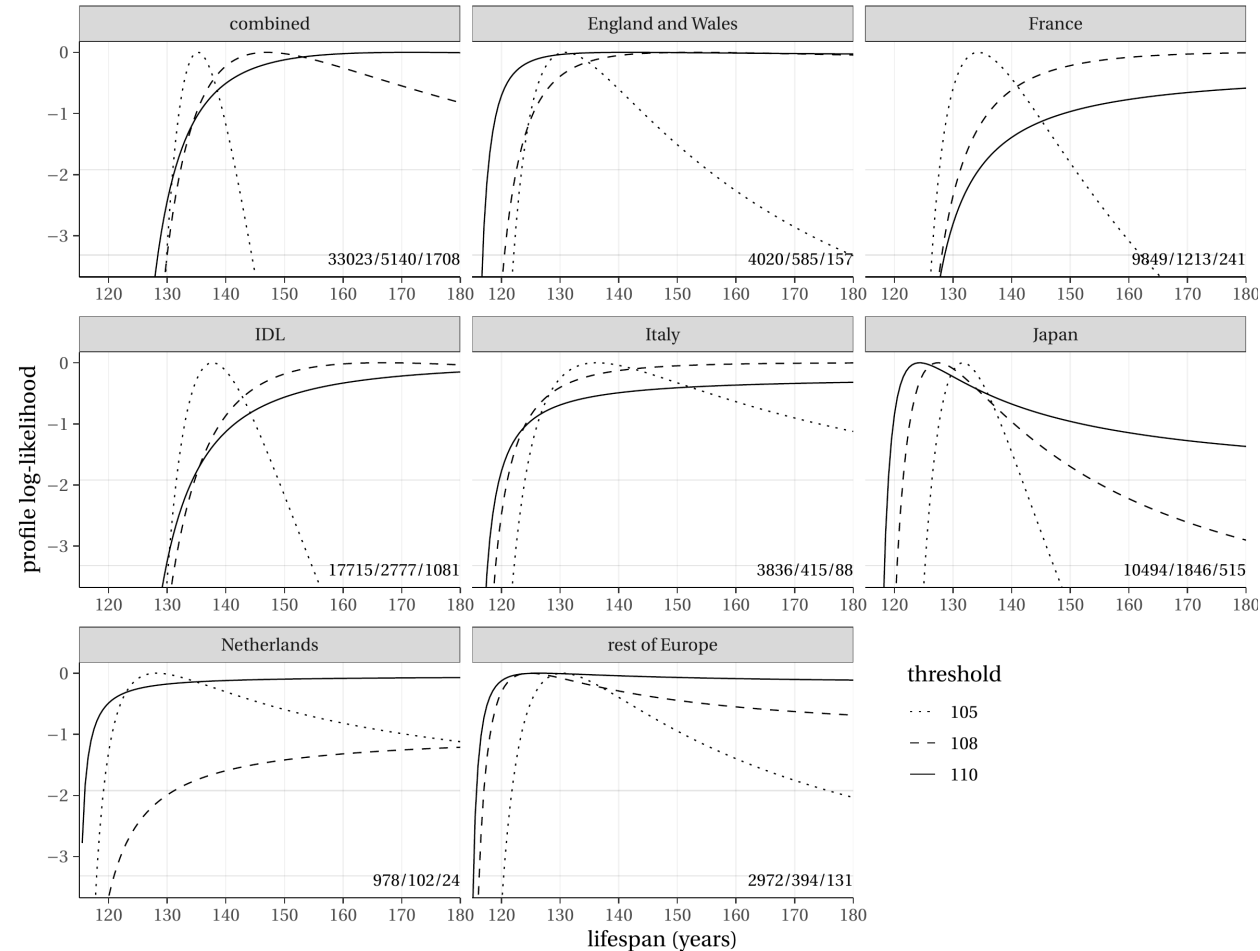 combined
England and Wales
France
0
−1
−2
−3
33023/5140/1708
4020/585/157
9849/1213/241
120 130 140 150 160 170 180
120 130 140 150 160 170 180
120 130 140 150 160 170 180
IDL
Italy
Japan
0
−1
−2
−3
17715/2777/1081
3836/415/88
10494/1846/515
120 130 140 150 160 170 180
120 130 140 150 160 170 180
120 130 140 150 160 170 180
profile log-likelihood
Netherlands
rest of Europe
0
−1
−2
−3
978/102/24
2972/394/131
120 130 140 150 160 170 180
120 130 140 150 160 170 180
lifespan (years)
threshold
105
108
110